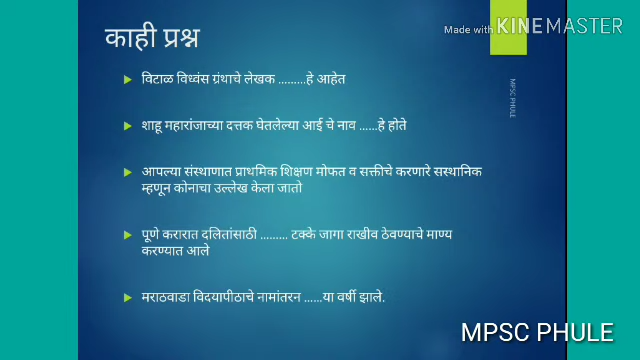 काही प्रश्न
Made with KINEMASTER
MPSC PHULE
विटाळ विध्वंस ग्रंथाचे लेखक .........हे आहेत
शाहू महारांजाच्या दत्तक घेतलेल्या आई चे नाव ......हे होते
आपल्या संस्थाणात प्राथमिक शिक्षण मोफत व सक्तीचे करणारे सस्थानिक
म्हणून कोनाचा उल्लेख केला जातो
पूणे करारात दलितांसाठी ......... टक्के जागा राखीव ठेवण्याचे माण्य
करण्यात आले
मराठवाडा विदयापीठाचे नामांतरन ......या वर्षी झाले.
MPSC PHULE